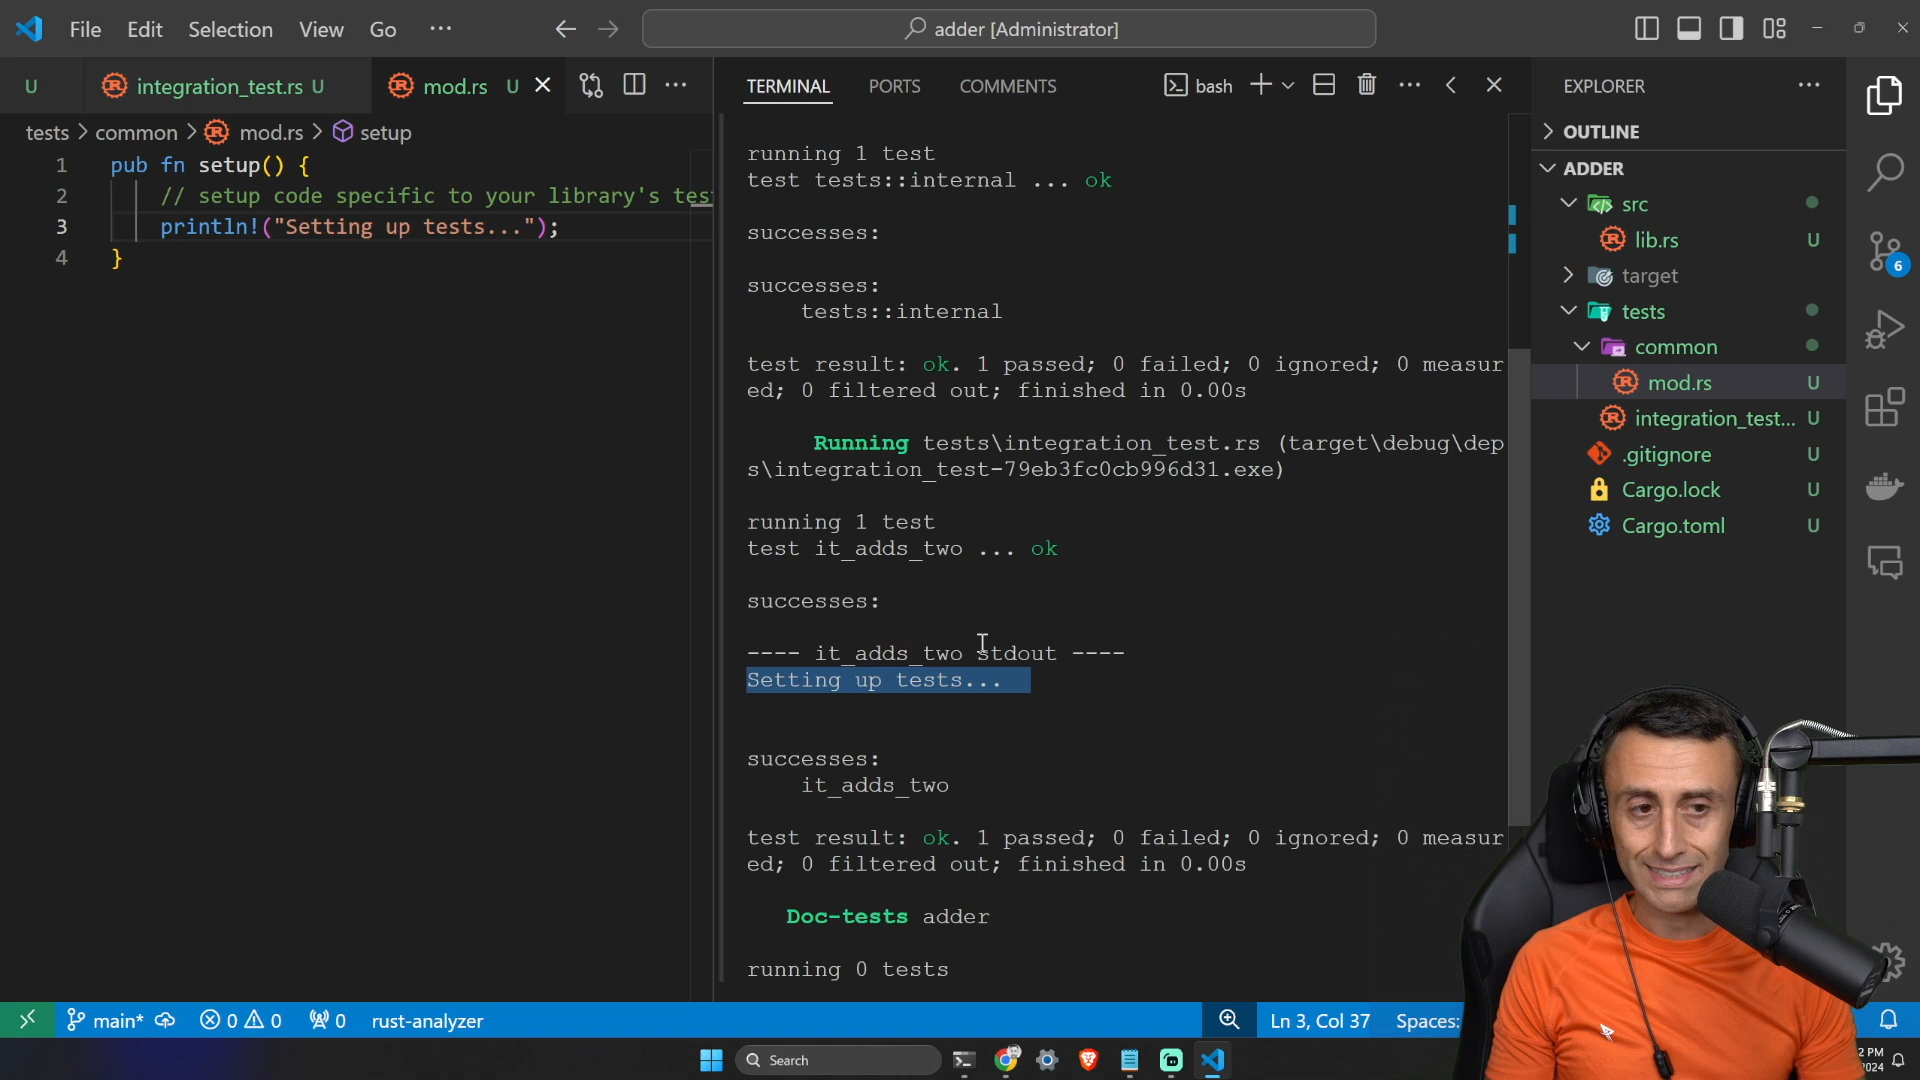 File Edit Selection View Go ...
adder [Administrator]
U integration_test.rs U mod.rs U
TERMINAL PORTS COMMENTS
bash
EXPLORER
tests > common > mod.rs > setup
1 pub fn setup() {
2 // setup code specific to your library's tes
3 println!("Setting up tests...");
4 }
running 1 test
test tests::internal ... ok
successes:
successes:
tests::internal
test result: ok. 1 passed; 0 failed; 0 ignored; 0 measur
ed; 0 filtered out; finished in 0.00s
Running tests\integration_test.rs (target\debug\dep
s\integration_test-79eb3fc0cb996d31.exe)
running 1 test
test it_adds_two ... ok
successes:
---- it_adds_two stdout ----
Setting up tests...
successes:
it_adds_two
test result: ok. 1 passed; 0 failed; 0 ignored; 0 measur
ed; 0 filtered out; finished in 0.00s
Doc-tests adder
running 0 tests
OUTLINE
ADDER
src
lib.rs U
target
tests
common
mod.rs U
integration_test... U
.gitignore U
Cargo.lock U
Cargo.toml U
6
main* 0 0 0 rust-analyzer
Ln 3, Col 37 Spaces:
Search
2 PM
2024